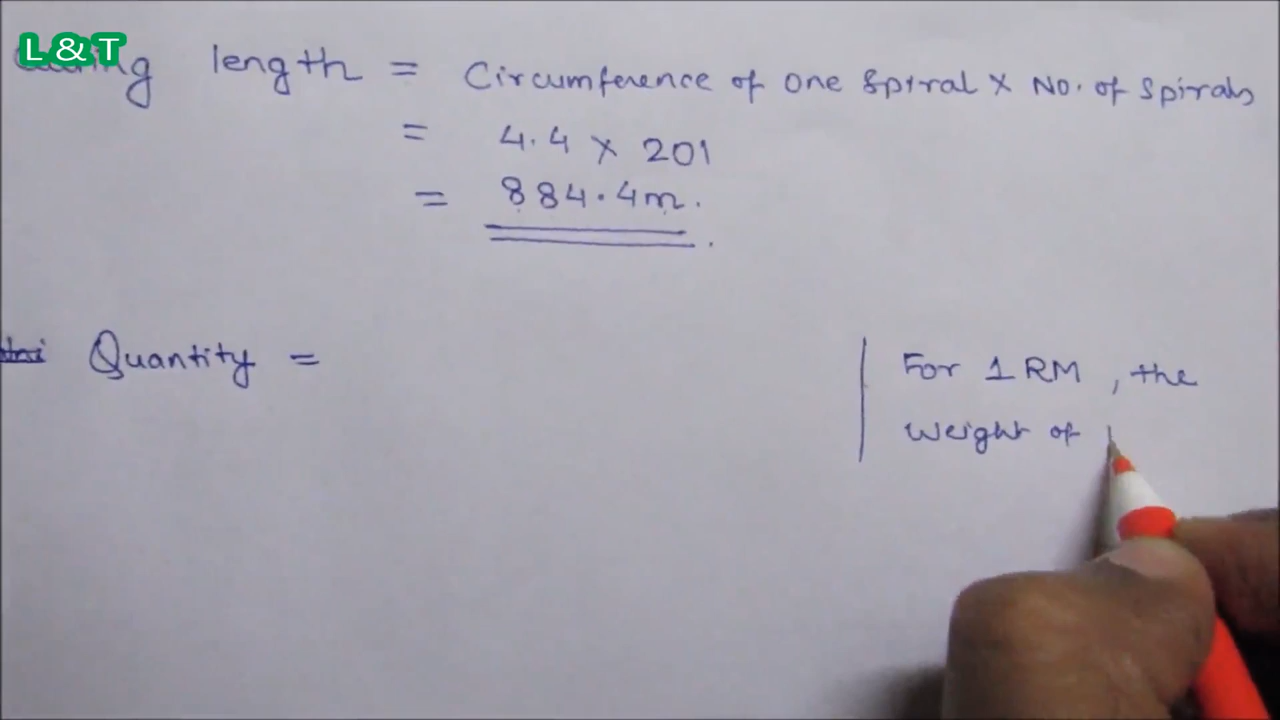 L & T
length = Circumference of one Spiral × No. of Spirals
= 4.4 × 201
= 884.4m.
Quantity =
For 1 RM, the
weight of